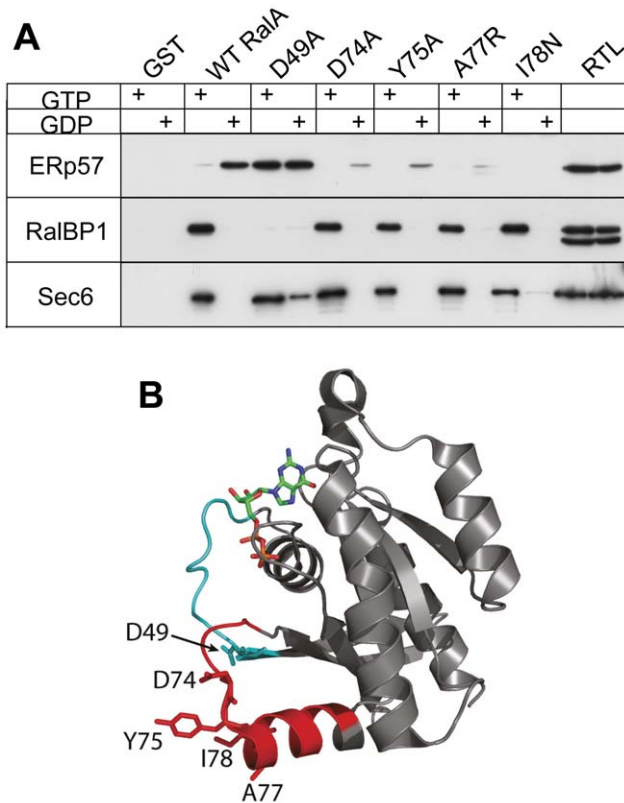 A
GST WT RalA D49A D74A Y75A A77R I78N RTL
GTP + + + + + + +
GDP + + + + + + +
ERp57
RalBP1
Sec6
B
D49
D74
Y75
I78
A77